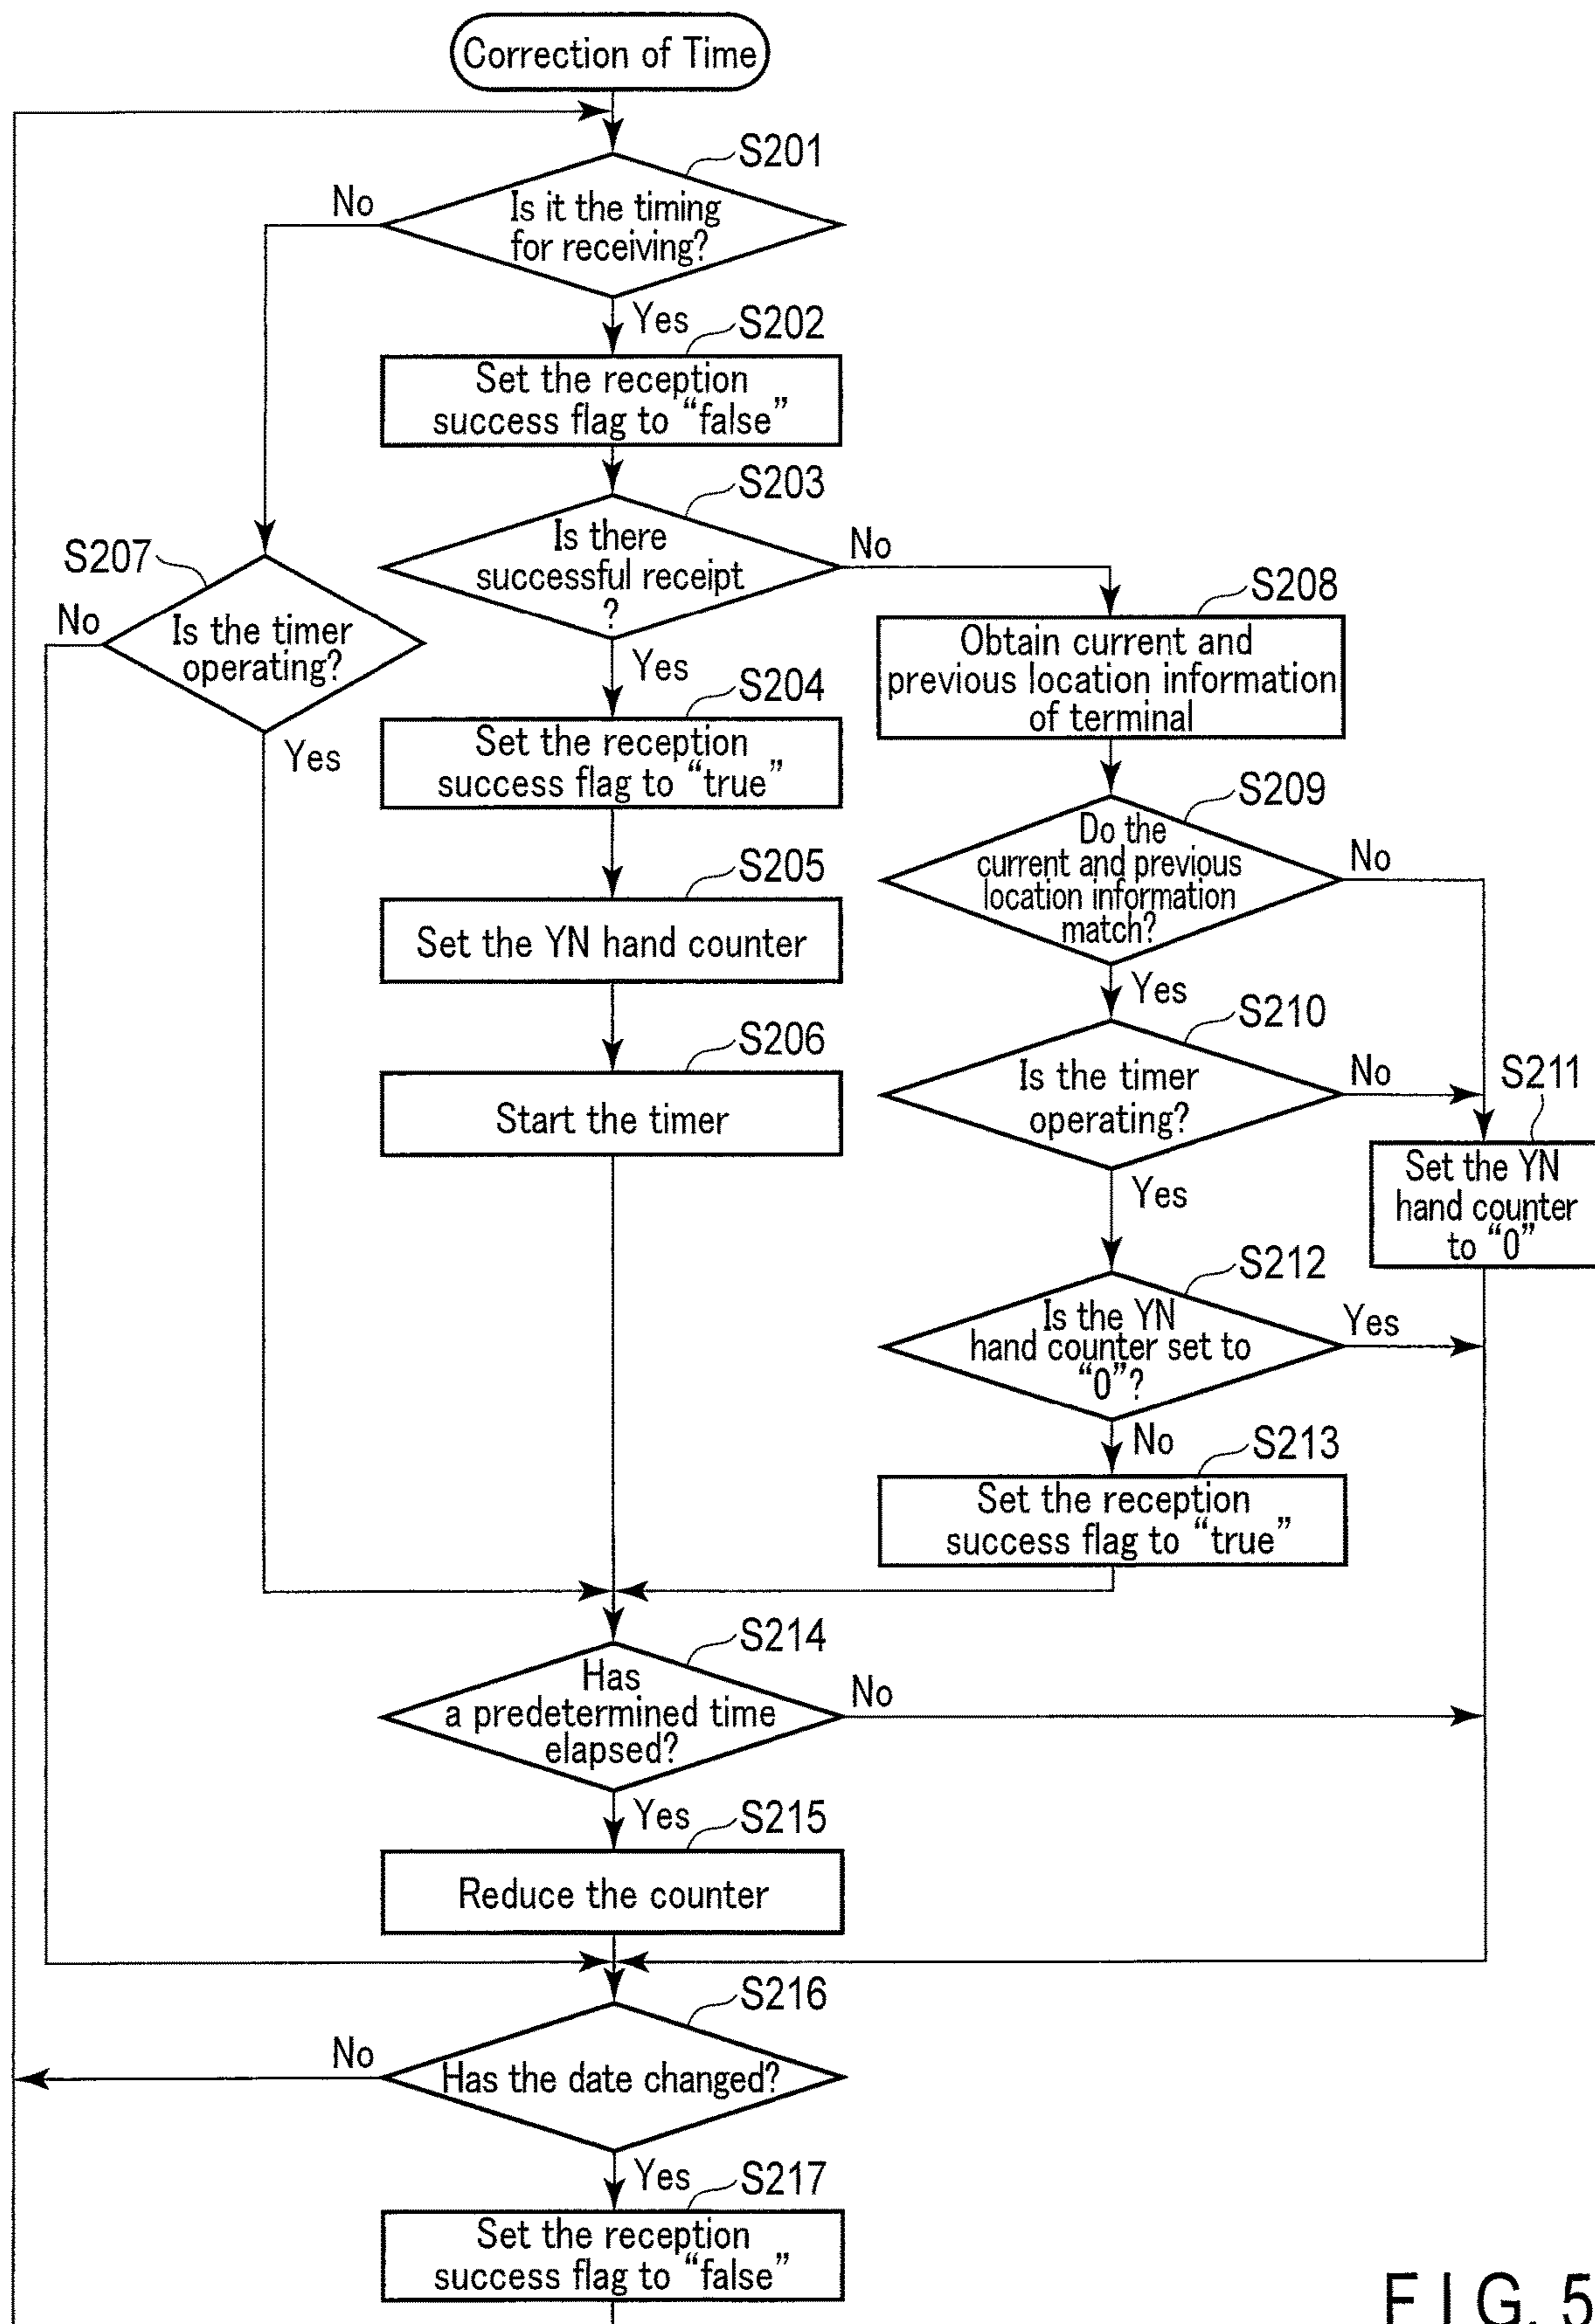 Correction of Time
S201
No
Is it the timing
for receiving?
Yes
S202
Set the reception
success flag to “false”
S203
Is there
successful receipt
?
No
S207
No
Is the timer
operating?
Yes
Yes
S204
Set the reception
success flag to “true”
S208
Obtain current and
previous location information
of terminal
S205
Set the YN hand counter
S209
Do the
current and previous
location information
match?
No
Yes
S206
Start the timer
S210
Is the timer
operating?
No
Yes
S211
Set the YN
hand counter
to “0”
S212
Is the YN
hand counter set to
“0”?
Yes
No
S213
Set the reception
success flag to “true”
S214
Has
a predetermined time
elapsed?
No
Yes
S215
Reduce the counter
S216
No
Has the date changed?
Yes
S217
Set the reception
success flag to “false”
FIG. 5